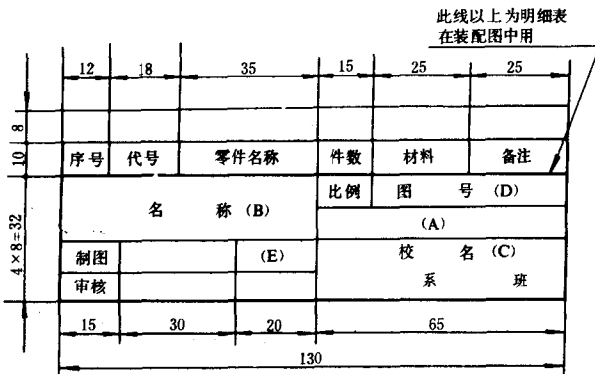 此线以上为明细表
在装配图中用
12 18 35 15 25 25
8
10
序号 代号 零件名称 件数 材料 备注
4×8=32
名 称 (B)
比例 图 号 (D)
(A)
制图 (E)
校 名 (C)
审核
系 班
15 30 20 65
130